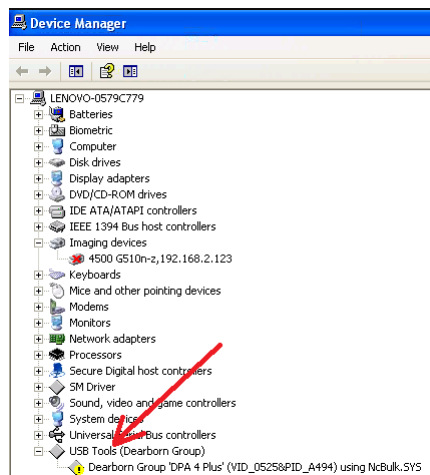 Device Manager
File Action View Help
LENOVO-0579C779
Batteries
Biometric
Computer
Disk drives
Display adapters
DVD/CD-ROM drives
IDE ATA/ATAPI controllers
IEEE 1394 Bus host controllers
Imaging devices
4500 G510n-z,192.168.2.123
Keyboards
Mice and other pointing devices
Modems
Monitors
Network adapters
Processors
Secure Digital host controllers
SM Driver
Sound, video and game controllers
System devices
Universal Serial Bus controllers
USB Tools (Dearborn Group)
Dearborn Group 'DPA 4 Plus' (VID_0525&PID_A494) using NcBulk.SYS